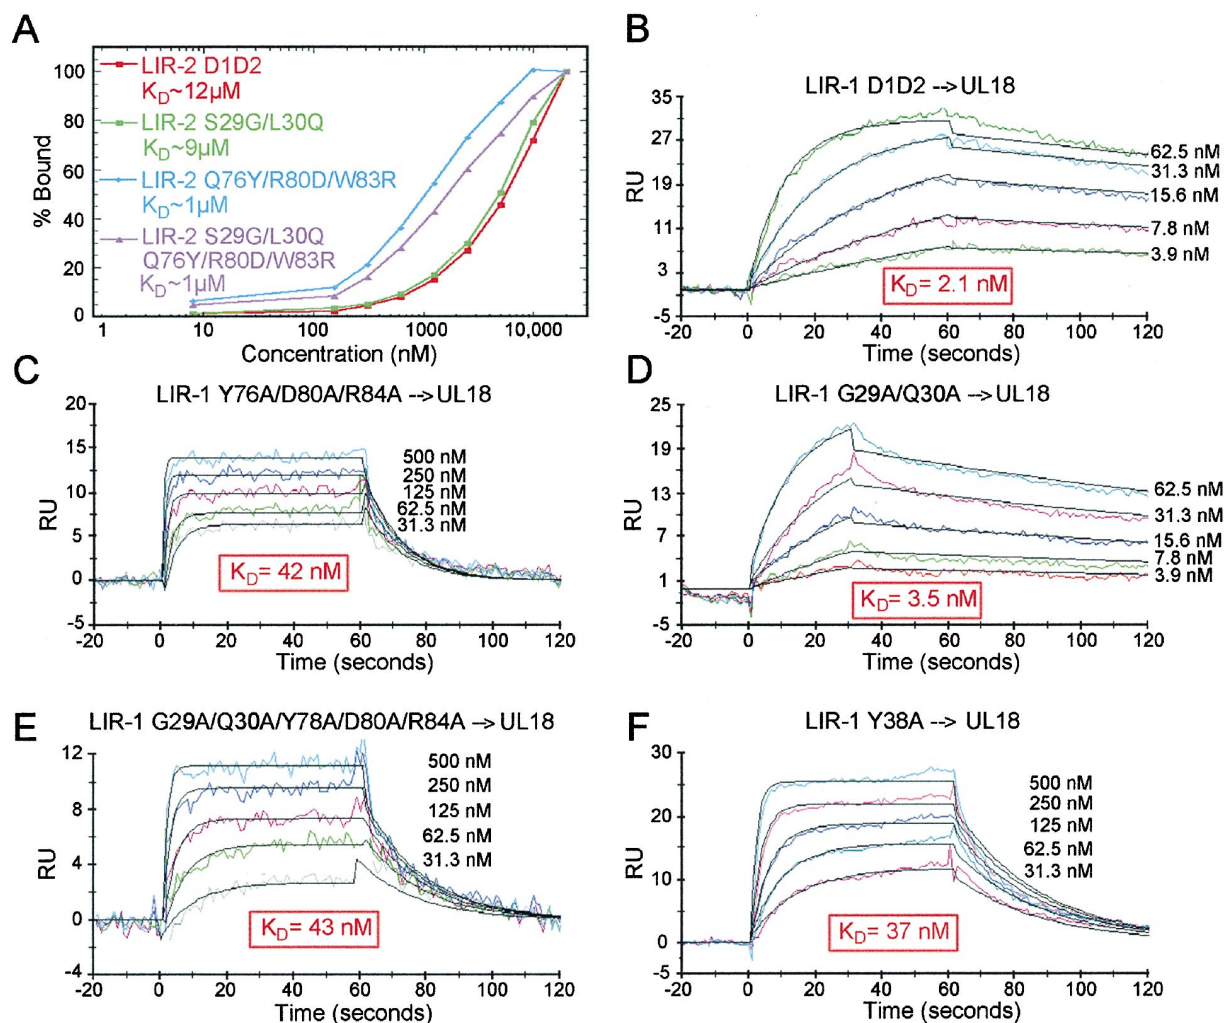 A
LIR-2 D1D2
KD~12µM
LIR-2 S29G/L30Q
KD~9µM
LIR-2 Q76Y/R80D/W83R
KD~1µM
LIR-2 S29G/L30Q
Q76Y/R80D/W83R
KD~1µM
100
80
60
40
20
0
% Bound
1
10
100
1000
10,000
Concentration (nM)
B
LIR-1 D1D2 -->UL18
35
27
19
11
3
-5
RU
62.5 nM
31.3 nM
15.6 nM
7.8 nM
3.9 nM
KD= 2.1 nM
-20 0 20 40 60 80 100 120
Time (seconds)
C
LIR-1 Y76A/D80A/R84A -->UL18
20
15
10
5
0
-5
RU
500 nM
250 nM
125 nM
62.5 nM
31.3 nM
KD= 42 nM
-20 0 20 40 60 80 100 120
Time (seconds)
D
LIR-1 G29A/Q30A -->UL18
25
19
13
7
1
-5
RU
62.5 nM
31.3 nM
15.6 nM
7.8 nM
3.9 nM
KD= 3.5 nM
-20 0 20 40 60 80 100 120
Time (seconds)
E
LIR-1 G29A/Q30A/Y78A/D80A/R84A -->UL18
12
8
4
0
-4
RU
500 nM
250 nM
125 nM
62.5 nM
31.3 nM
KD= 43 nM
-20 0 20 40 60 80 100 120
Time (seconds)
F
LIR-1 Y38A --> UL18
30
20
10
0
-5
RU
500 nM
250 nM
125 nM
62.5 nM
31.3 nM
KD= 37 nM
-20 0 20 40 60 80 100 120
Time (seconds)